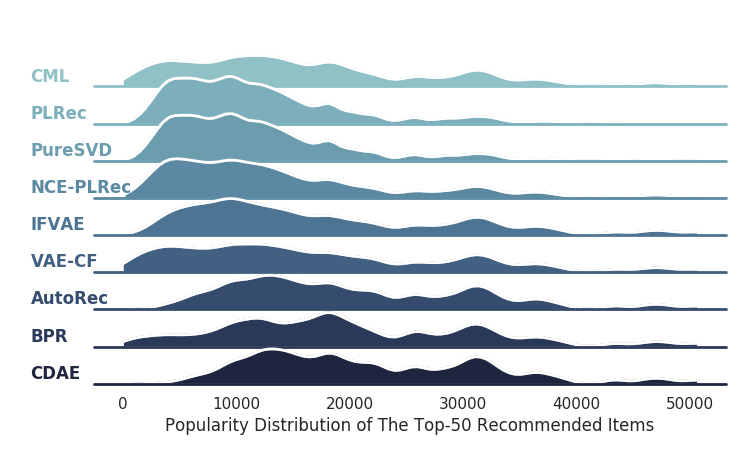 CML
PLRec
PureSVD
NCE-PLRec
IFVAE
VAE-CF
AutoRec
BPR
CDAE
0 10000 20000 30000 40000 50000
Popularity Distribution of The Top-50 Recommended Items